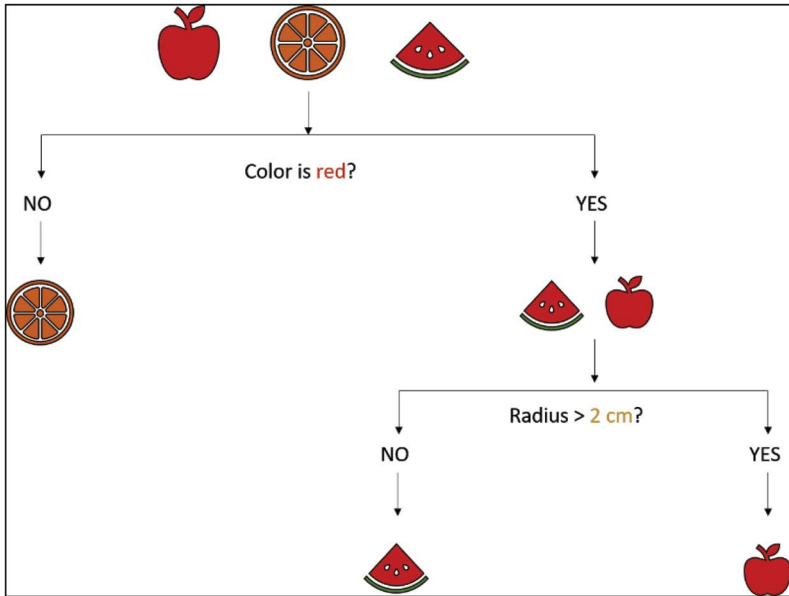 Color is red?
NO
YES
Radius > 2 cm?
NO
YES